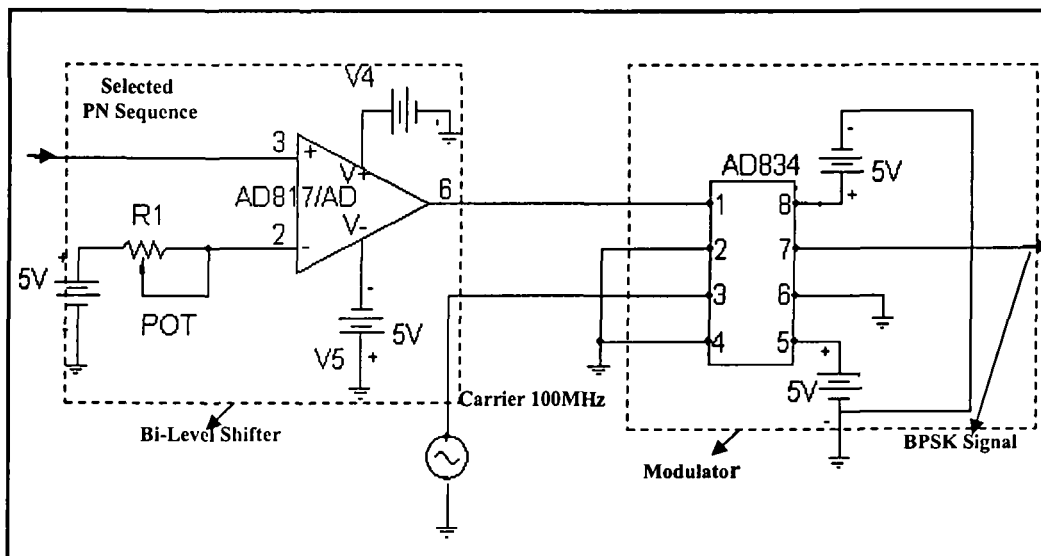 Selected
PN Sequence
V4
3
+
V+
AD817/AD
6
V-
2
-
R1
+
5V
-
POT
-
5V
V5
+
Bi-Level Shifter
Carrier 100MHz
AD834
1
8
2
7
3
6
4
5
-
5V
+
+
5V
-
Modulator
BPSK Signal